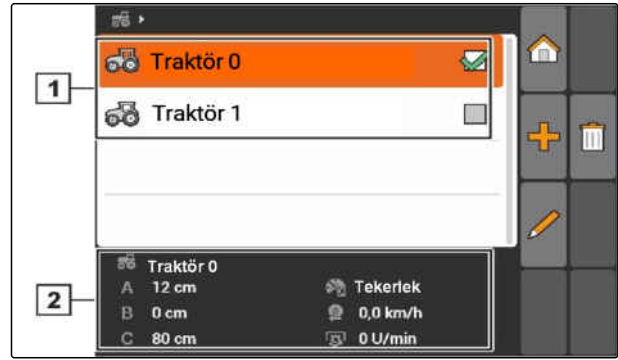 1
Traktör 0
Traktör 1
2
Traktör 0
A 12 cm Tekerlek
B 0 cm 0,0 km/h
C 80 cm 0 U/min